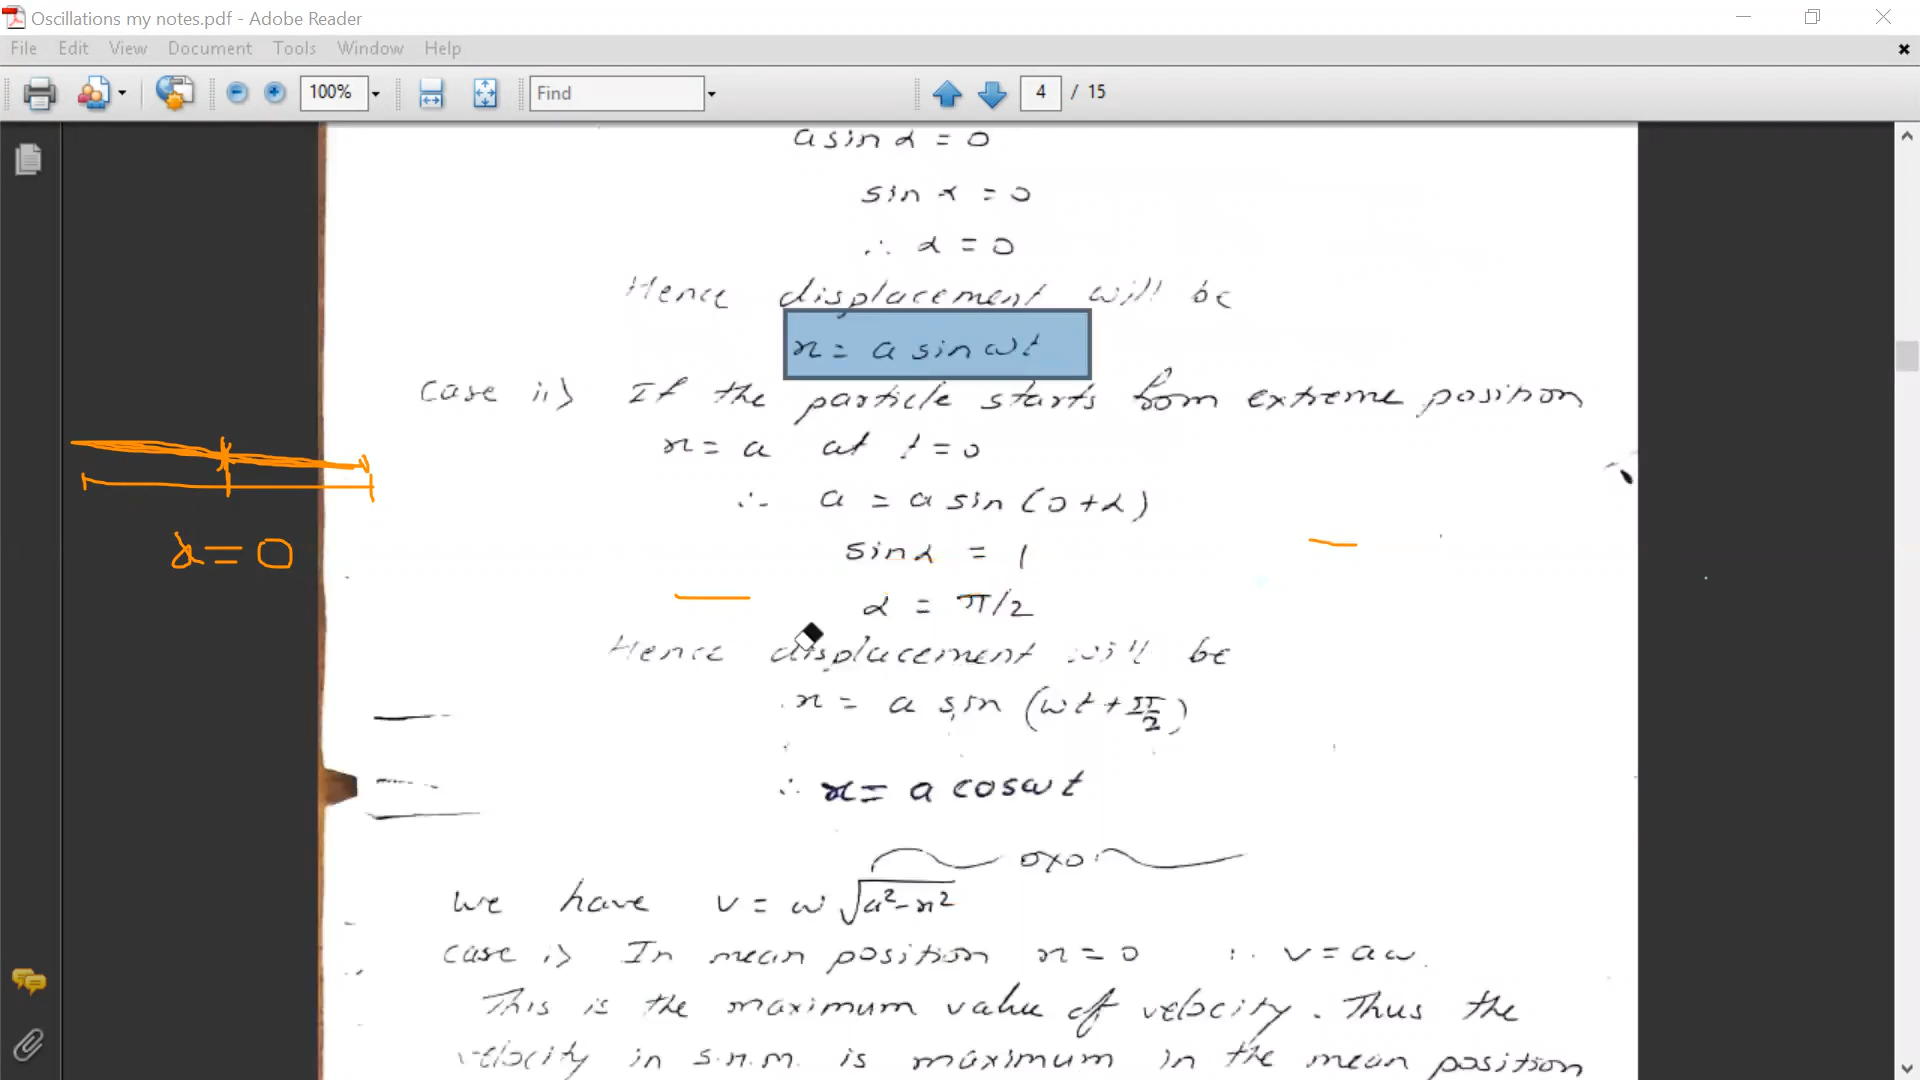 Oscillations my notes.pdf - Adobe Reader
File Edit View Document Tools Window Help
100% Find 4 / 15
a sin α = 0
sin α = 0
∴ α = 0
Hence displacement will be
x = a sin ωt
Case ii) If the particle starts from extreme position
x = a at t = 0
∴ a = a sin (0 + α)
sin α = 1
α = π/2
α = 0
Hence displacement will be
x = a sin (ωt + π/2)
∴ x = a cos ωt
0x0
We have v = ω √a²-x²
Case i) In mean position x = 0 ∴ v = aω.
This is the maximum value of velocity. Thus the
velocity in s.h.m. is maximum in the mean position